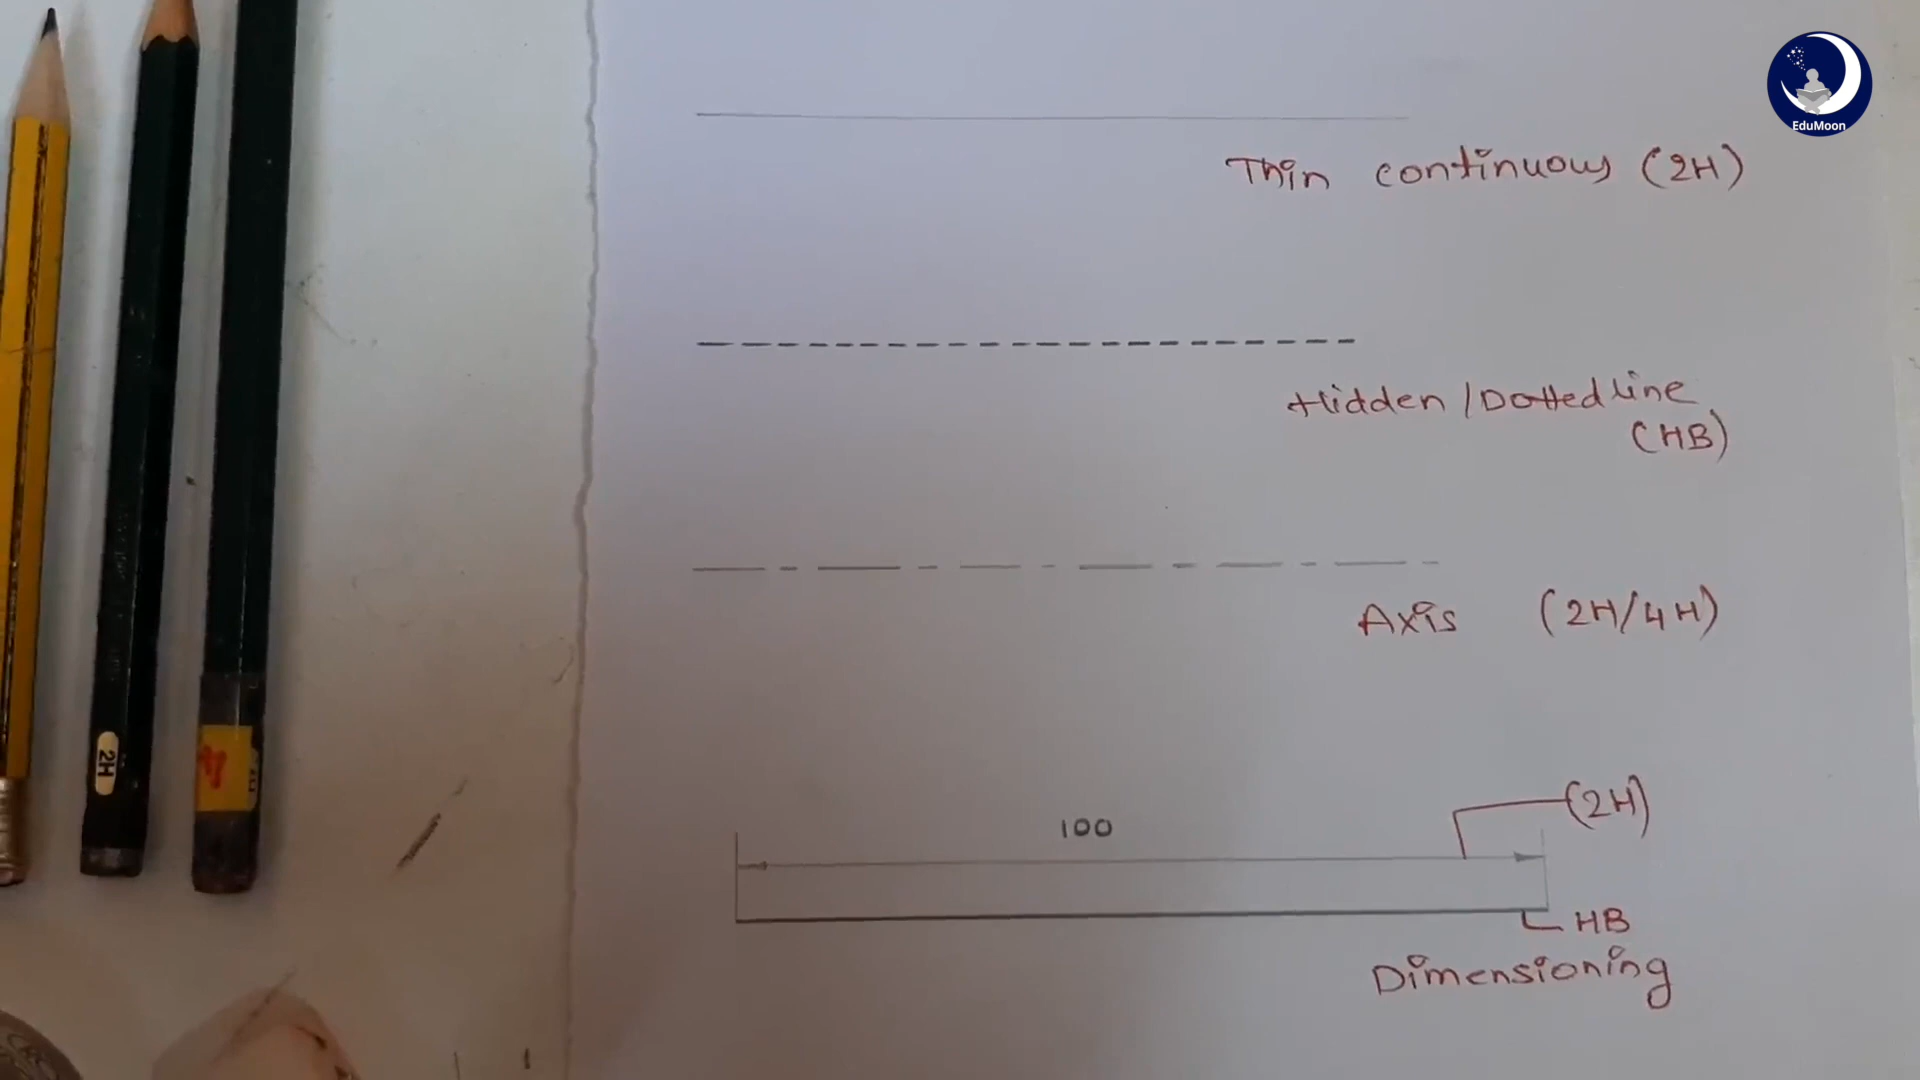 EduMoon
Thin continuous (2H)
Hidden / Dotted line
(HB)
Axis (2H/4H)
2H
(2H)
100
HB
Dimensioning